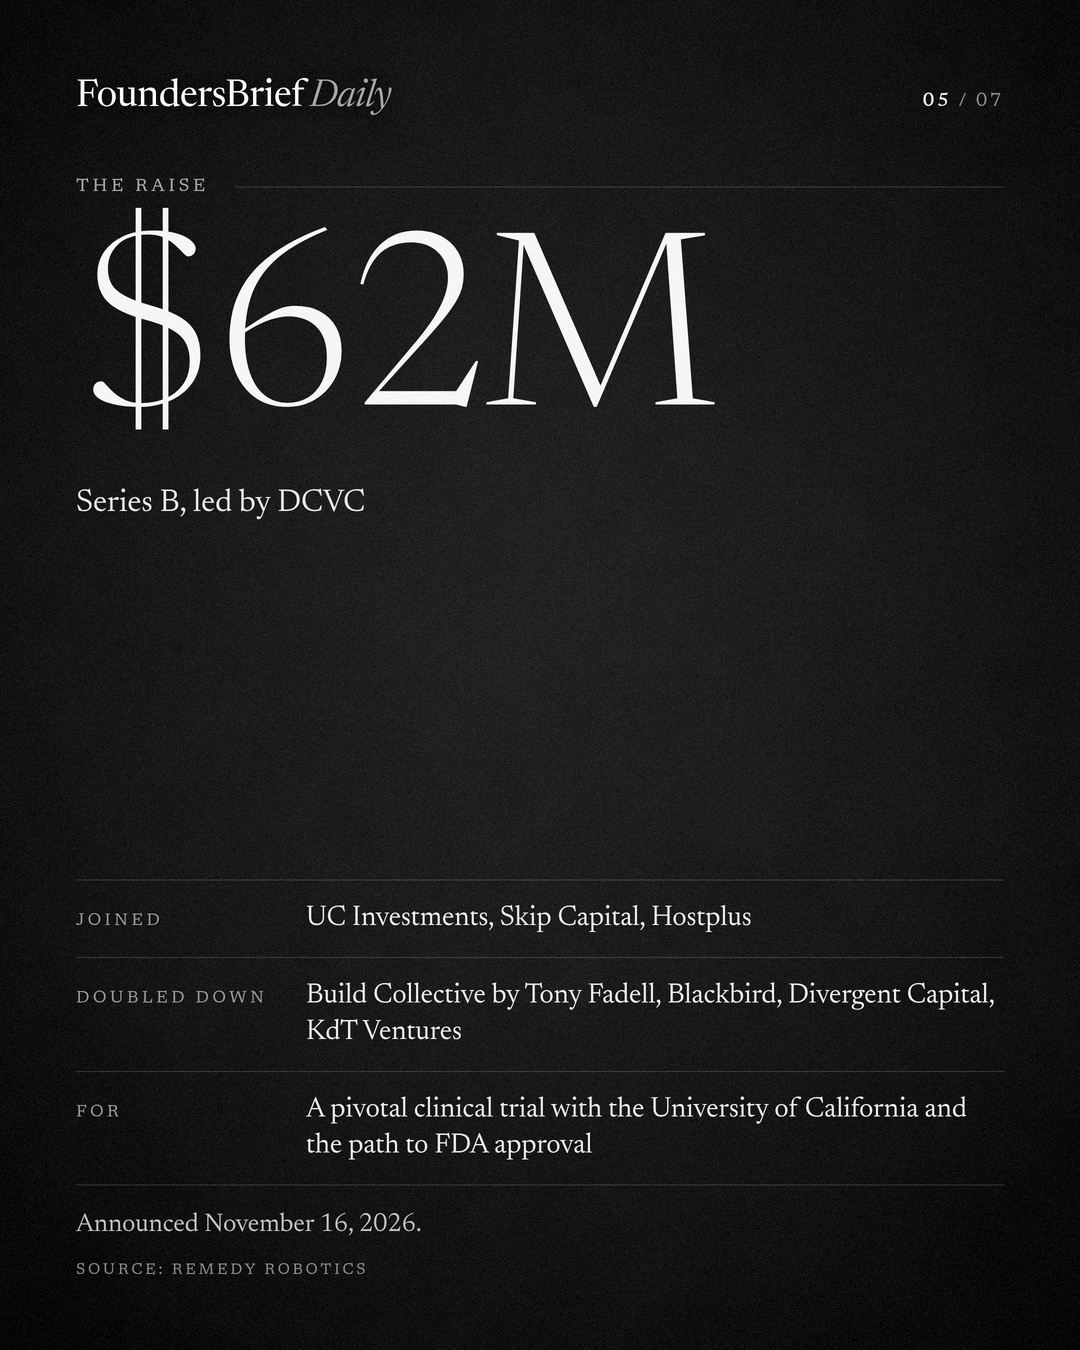 FoundersBrief Daily
05 / 07
THE RAISE
$62M
Series B, led by DCVC
JOINED
UC Investments, Skip Capital, Hostplus
DOUBLED DOWN
Build Collective by Tony Fadell, Blackbird, Divergent Capital,
KdT Ventures
FOR
A pivotal clinical trial with the University of California and
the path to FDA approval
Announced November 16, 2026.
SOURCE: REMEDY ROBOTICS